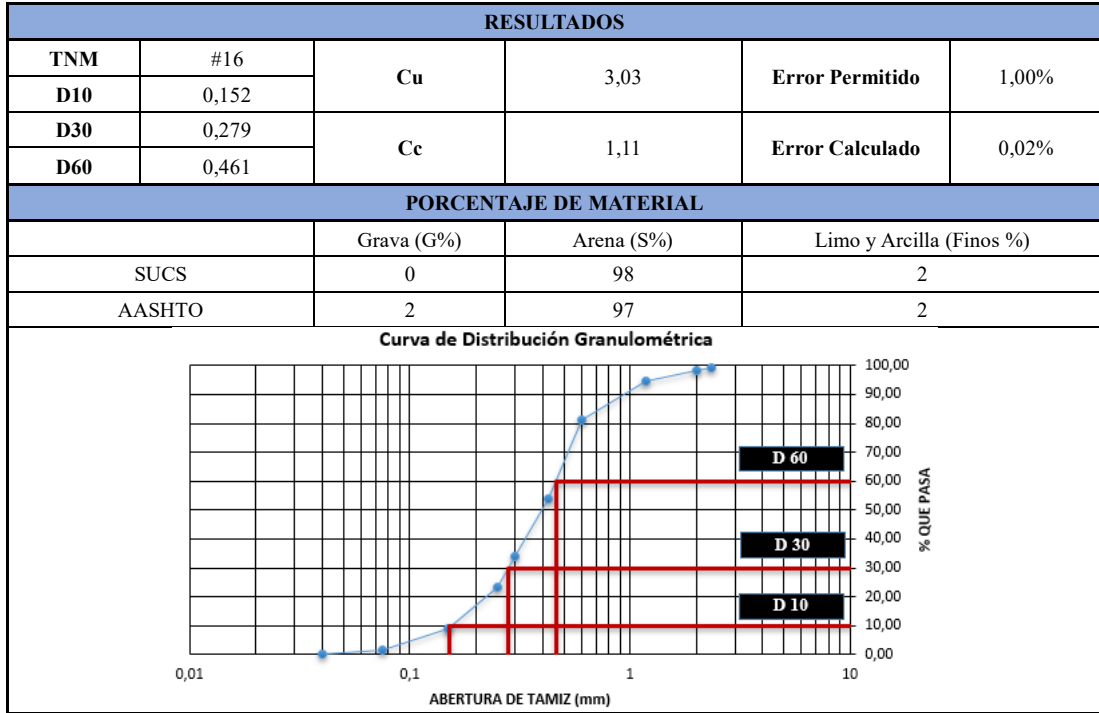 RESULTADOS
TNM #16 Cu 3,03 Error Permitido 1,00%
D10 0,152
D30 0,279 Cc 1,11 Error Calculado 0,02%
D60 0,461
PORCENTAJE DE MATERIAL
Grava (G%) Arena (S%) Limo y Arcilla (Finos %)
SUCS 0 98 2
AASHTO 2 97 2
Curva de Distribución Granulométrica
100,00
90,00
80,00
70,00
D 60
60,00
50,00
% QUE PASA
40,00
D 30
30,00
20,00
D 10
10,00
0,00
0,01 0,1 1 10
ABERTURA DE TAMIZ (mm)